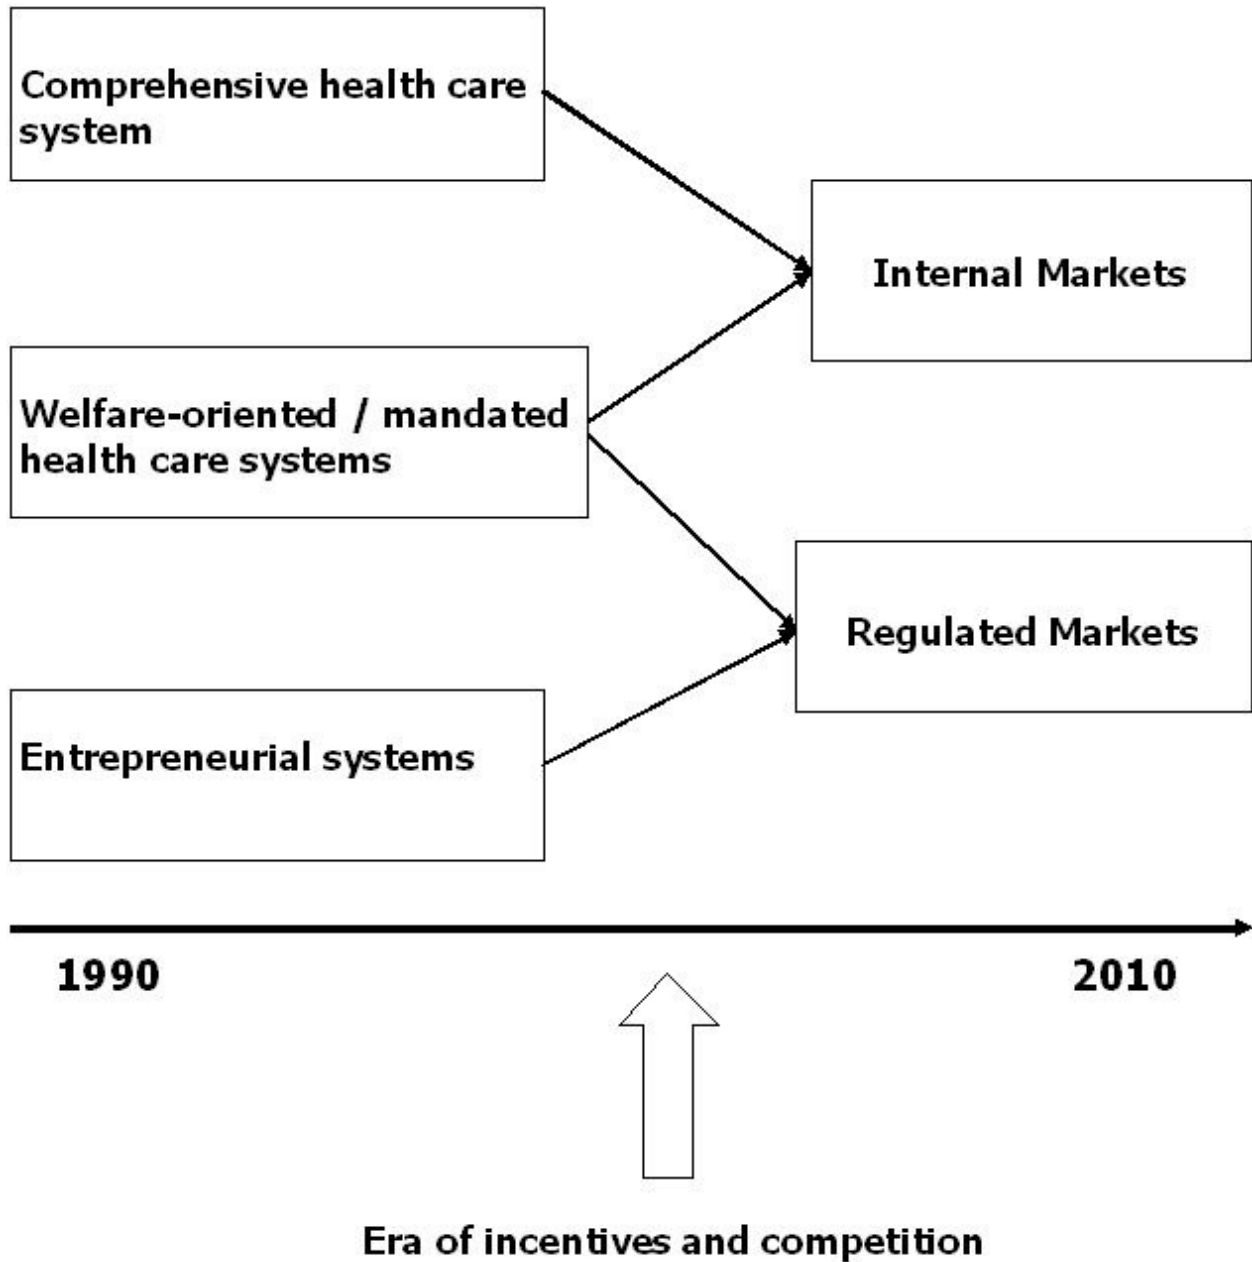 Comprehensive health care
system
Internal Markets
Welfare-oriented / mandated
health care systems
Regulated Markets
Entrepreneurial systems
1990
2010
Era of incentives and competition